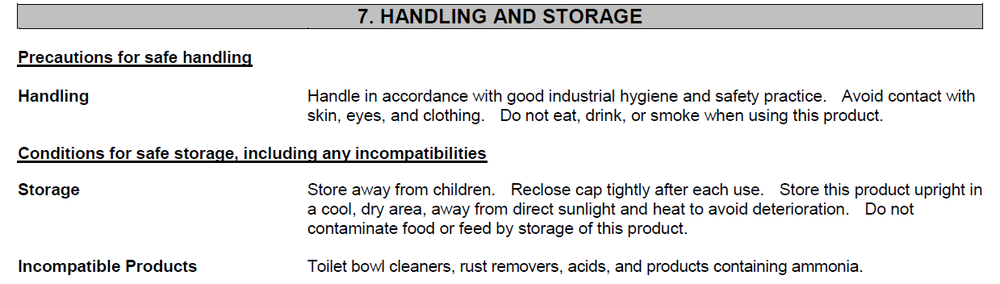 7. HANDLING AND STORAGE
Precautions for safe handling
Handling
Handle in accordance with good industrial hygiene and safety practice. Avoid contact with
skin, eyes, and clothing. Do not eat, drink, or smoke when using this product.
Conditions for safe storage, including any incompatibilities
Storage
Store away from children. Reclose cap tightly after each use. Store this product upright in
a cool, dry area, away from direct sunlight and heat to avoid deterioration. Do not
contaminate food or feed by storage of this product.
Incompatible Products
Toilet bowl cleaners, rust removers, acids, and products containing ammonia.